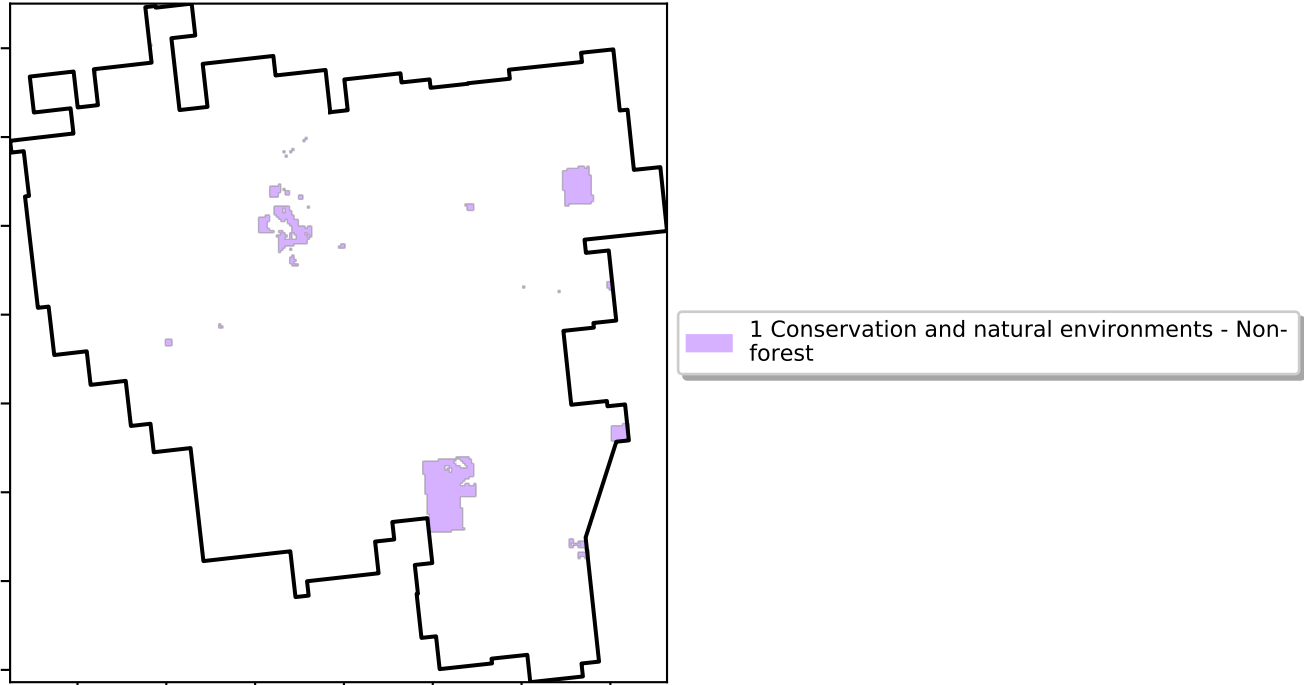 1 Conservation and natural environments - Non-
forest